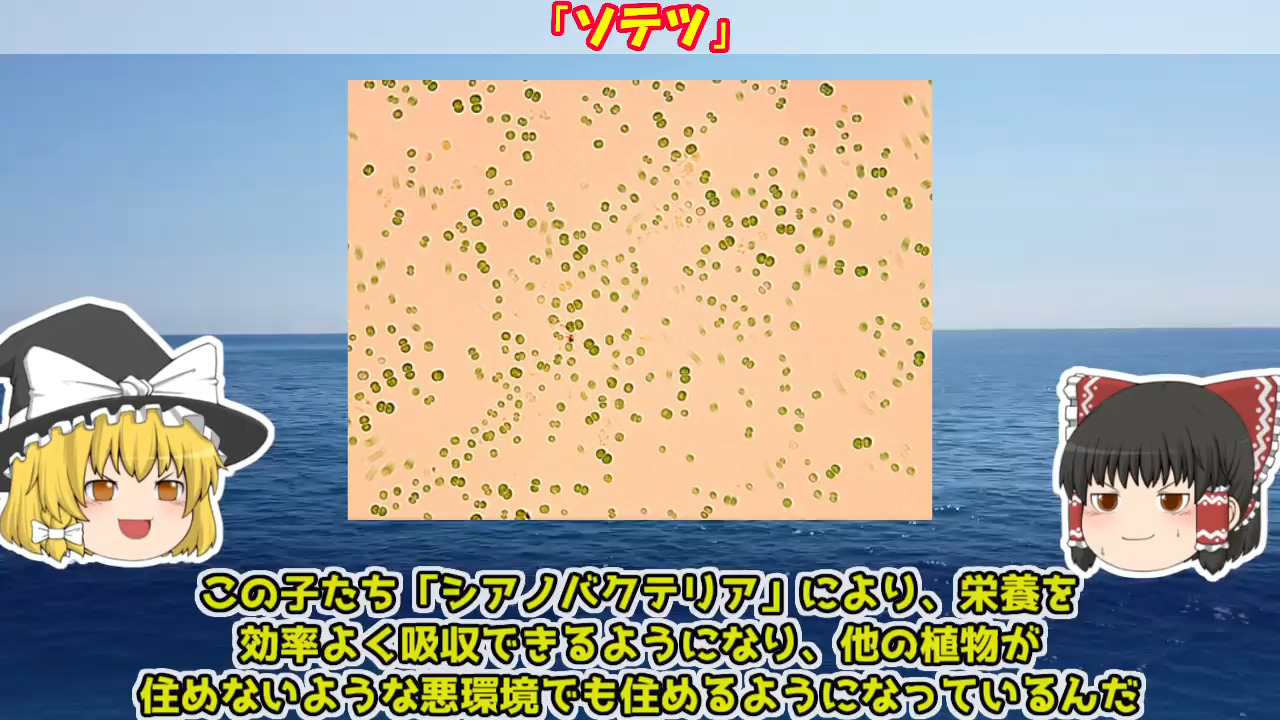 「ソテツ」
この子たち「シアノバクテリア」により、栄養を
効率よく吸収できるようになり、他の植物が
住めないような悪環境でも住めるようになっているんだ